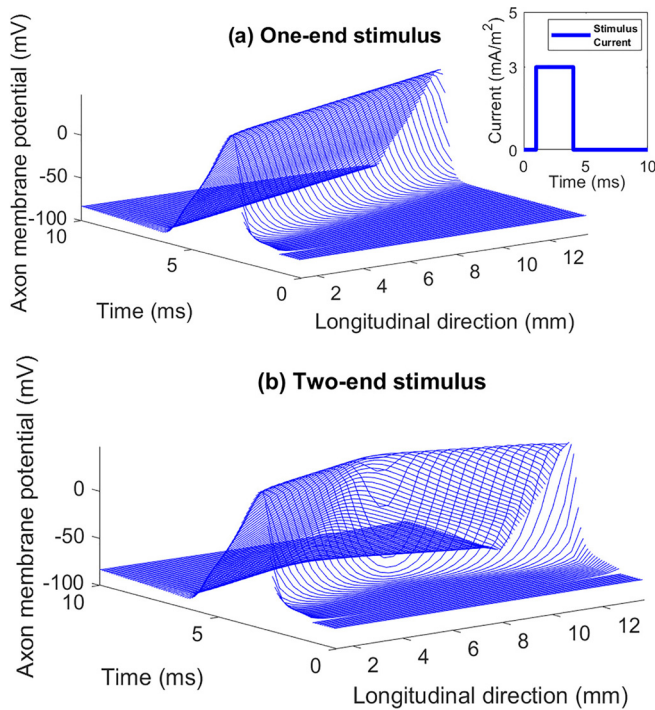 (a) One-end stimulus
Axon membrane potential (mV)
0
-50
-100
10
5
0
Time (ms)
2
4
6
8
10
12
Longitudinal direction (mm)
Current (mA/m²)
5
3
0
Stimulus
Current
0
5
10
Time (ms)
(b) Two-end stimulus
Axon membrane potential (mV)
0
-50
-100
10
5
0
Time (ms)
2
4
6
8
10
12
Longitudinal direction (mm)